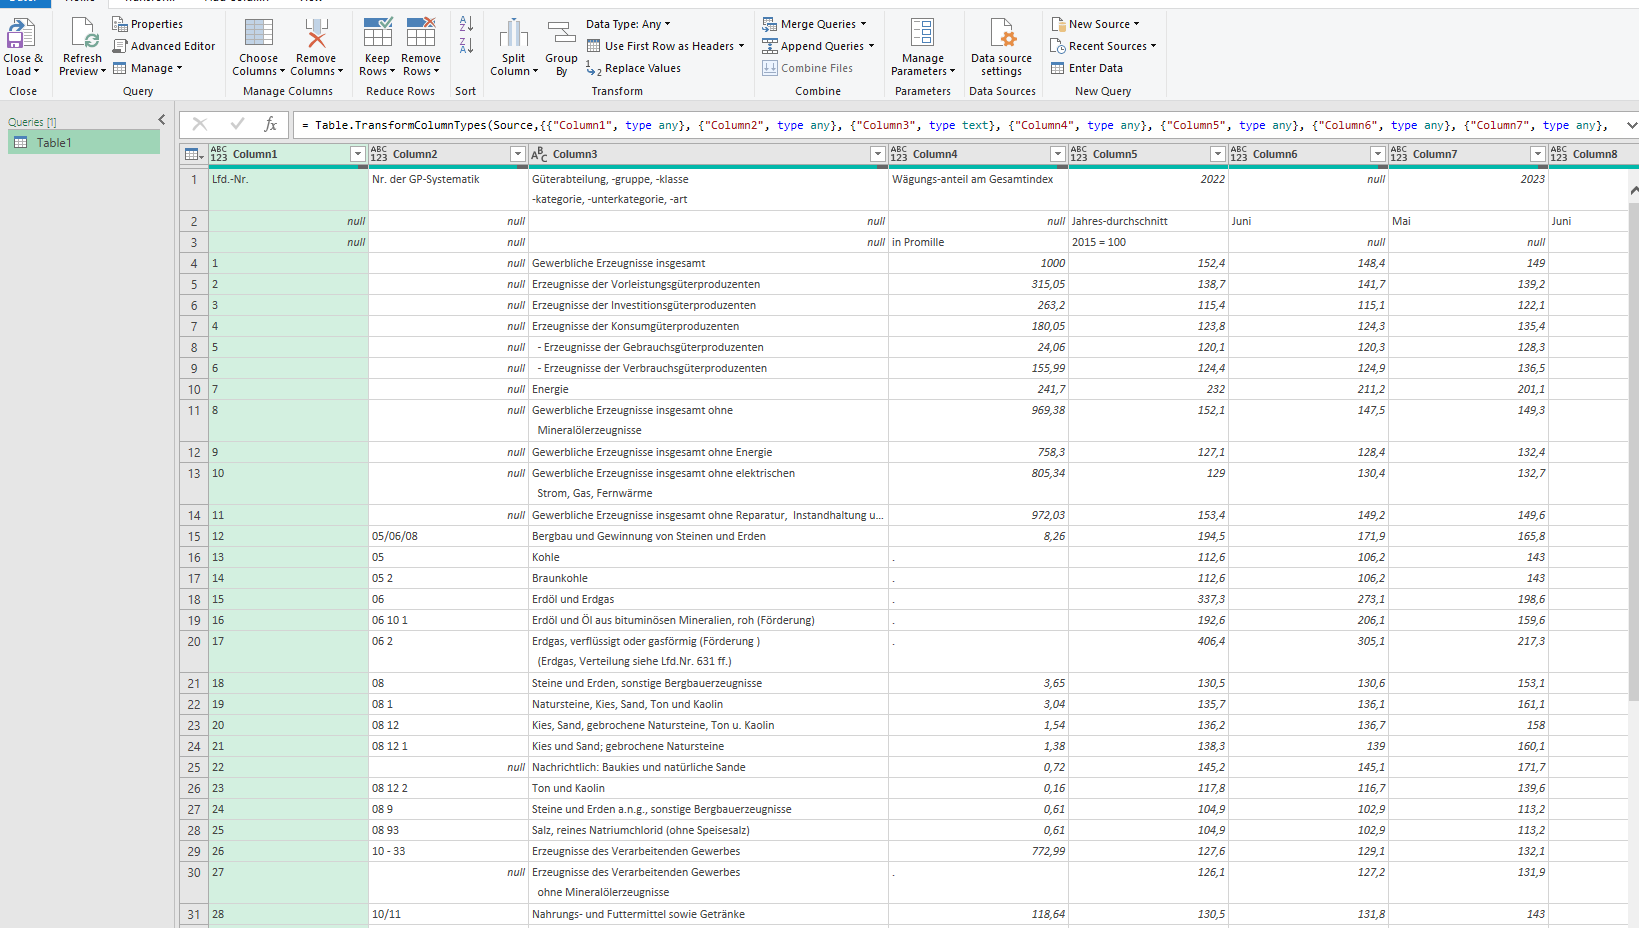 Close &
Load
Close
Refresh
Preview
Properties
Advanced Editor
Manage
Query
Choose
Columns
Remove
Columns
Manage Columns
Keep
Rows
Remove
Rows
Reduce Rows
A
Z
Z
A
Sort
Split
Column
Group
By
Data Type: Any
Use First Row as Headers
1
2
Replace Values
Transform
Merge Queries
Append Queries
Combine Files
Combine
Manage
Parameters
Parameters
Data source
settings
Data Sources
New Source
Recent Sources
Enter Data
New Query
Queries [1]
Table1
fx = Table.TransformColumnTypes(Source,{{"Column1", type any}, {"Column2", type any}, {"Column3", type text}, {"Column4", type any}, {"Column5", type any}, {"Column6", type any}, {"Column7", type any},
ABC 123 Column1 ABC 123 Column2 ABC Column3 ABC 123 Column4 ABC 123 Column5 ABC 123 Column6 ABC 123 Column7 ABC 123 Column8
1 Lfd.-Nr. Nr. der GP-Systematik Güterabteilung, -gruppe, -klasse Wägungs-anteil am Gesamtindex 2022 null 2023
-kategorie, -unterkategorie, -art
2 null null null null Jahres-durchschnitt Juni Mai Juni
3 null null null in Promille 2015 = 100 null null
4 1 null Gewerbliche Erzeugnisse insgesamt 1000 152,4 148,4 149
5 2 null Erzeugnisse der Vorleistungsgüterproduzenten 315,05 138,7 141,7 139,2
6 3 null Erzeugnisse der Investitionsgüterproduzenten 263,2 115,4 115,1 122,1
7 4 null Erzeugnisse der Konsumgüterproduzenten 180,05 123,8 124,3 135,4
8 5 null - Erzeugnisse der Gebrauchsgüterproduzenten 24,06 120,1 120,3 128,3
9 6 null - Erzeugnisse der Verbrauchsgüterproduzenten 155,99 124,4 124,9 136,5
10 7 null Energie 241,7 232 211,2 201,1
11 8 null Gewerbliche Erzeugnisse insgesamt ohne 969,38 152,1 147,5 149,3
Mineralölerzeugnisse
12 9 null Gewerbliche Erzeugnisse insgesamt ohne Energie 758,3 127,1 128,4 132,4
13 10 null Gewerbliche Erzeugnisse insgesamt ohne elektrischen 805,34 129 130,4 132,7
Strom, Gas, Fernwärme
14 11 null Gewerbliche Erzeugnisse insgesamt ohne Reparatur, Instandhaltung u... 972,03 153,4 149,2 149,6
15 12 05/06/08 Bergbau und Gewinnung von Steinen und Erden 8,26 194,5 171,9 165,8
16 13 05 Kohle . 112,6 106,2 143
17 14 05 2 Braunkohle . 112,6 106,2 143
18 15 06 Erdöl und Erdgas . 337,3 273,1 198,6
19 16 06 10 1 Erdöl und Öl aus bituminösen Mineralien, roh (Förderung) . 192,6 206,1 159,6
20 17 06 2 Erdgas, verflüssigt oder gasförmig (Förderung ) . 406,4 305,1 217,3
(Erdgas, Verteilung siehe Lfd.Nr. 631 ff.)
21 18 08 Steine und Erden, sonstige Bergbauerzeugnisse 3,65 130,5 130,6 153,1
22 19 08 1 Natursteine, Kies, Sand, Ton und Kaolin 3,04 135,7 136,1 161,1
23 20 08 12 Kies, Sand, gebrochene Natursteine, Ton u. Kaolin 1,54 136,2 136,7 158
24 21 08 12 1 Kies und Sand; gebrochene Natursteine 1,38 138,3 139 160,1
25 22 null Nachrichtlich: Baukies und natürliche Sande 0,72 145,2 145,1 171,7
26 23 08 12 2 Ton und Kaolin 0,16 117,8 116,7 139,6
27 24 08 9 Steine und Erden a.n.g., sonstige Bergbauerzeugnisse 0,61 104,9 102,9 113,2
28 25 08 93 Salz, reines Natriumchlorid (ohne Speisesalz) 0,61 104,9 102,9 113,2
29 26 10 - 33 Erzeugnisse des Verarbeitenden Gewerbes 772,99 127,6 129,1 132,1
30 27 null Erzeugnisse des Verarbeitenden Gewerbes . 126,1 127,2 131,9
ohne Mineralölerzeugnisse
31 28 10/11 Nahrungs- und Futtermittel sowie Getränke 118,64 130,5 131,8 143